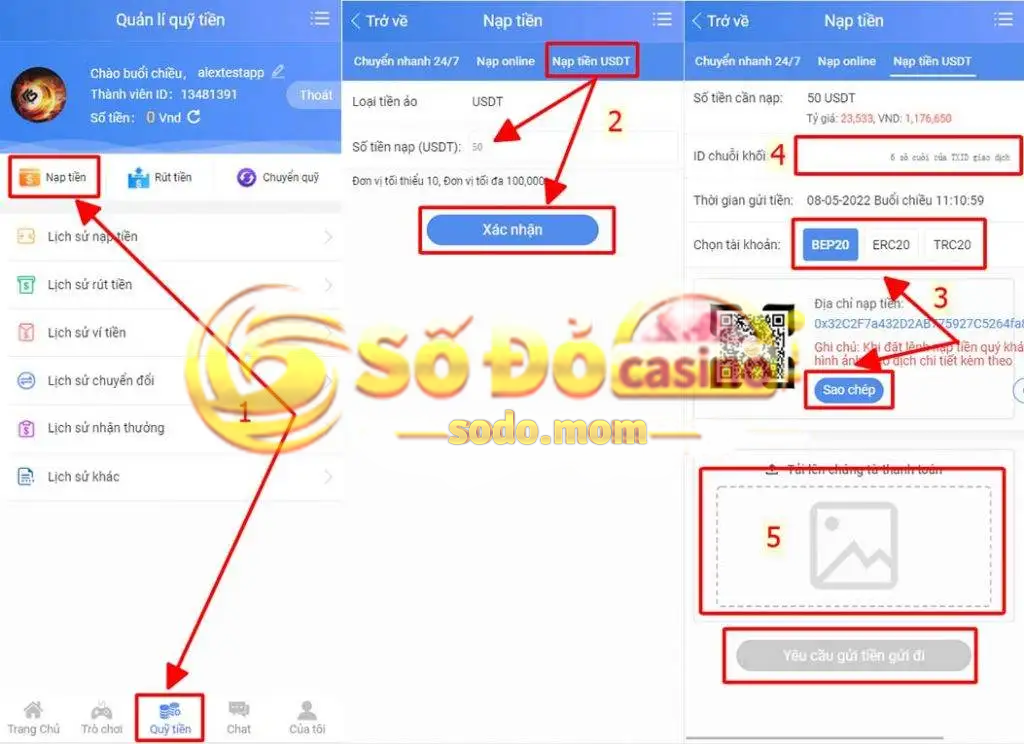 Quản lí quỹ tiền
Chào buổi chiều, alextestapp
Thành viên ID: 13481391
Số tiền: 0 Vnd
Thoát
Nạp tiền
Rút tiền
Chuyển quỹ
Lịch sử nạp tiền
Lịch sử rút tiền
Lịch sử ví tiền
Lịch sử chuyển đổi
Lịch sử nhận thưởng
Lịch sử khác
1
Trang Chủ
Trò chơi
Quỹ tiền
Chat
Của tôi
Trở về
Nạp tiền
Chuyển nhanh 24/7
Nạp online
Nạp tiền USDT
Loại tiền ảo
USDT
2
Số tiền nạp (USDT):
50
Đơn vị tối thiểu 10, Đơn vị tối đa 100,000
Xác nhận
SỐ ĐỎ
casino
sodo.mom
Trở về
Nạp tiền
Chuyển nhanh 24/7
Nạp online
Nạp tiền USDT
Số tiền cần nạp:
50 USDT
Tỷ giá: 23,533, VND: 1,176,650
ID chuỗi khối
4
6 số cuối của TXID giao dịch
Thời gian gửi tiền:
08-05-2022 Buổi chiều 11:10:59
Chọn tài khoản:
BEP20
ERC20
TRC20
3
Địa chỉ nạp tiền:
Ghi chú: Khi đặt lệnh nạp tiền quý khá
hình ảnh dịch chi tiết kèm theo
Sao chép
Tải lên chứng từ thanh toán
5
Yêu cầu gửi tiền gửi đi